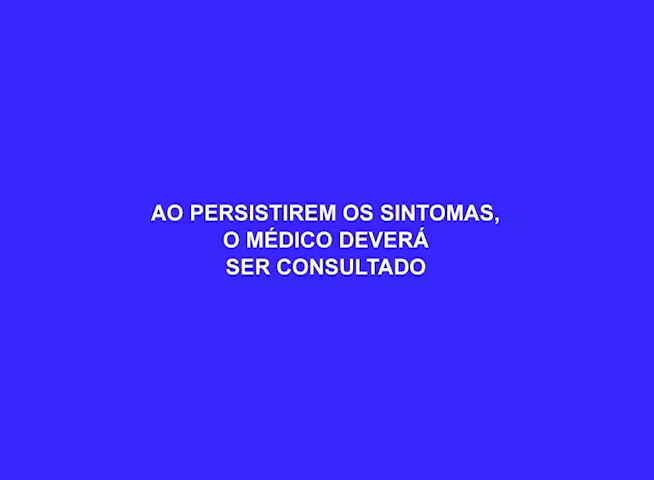 AO PERSISTIREM OS SINTOMAS,
O MÉDICO DEVERÁ
SER CONSULTADO